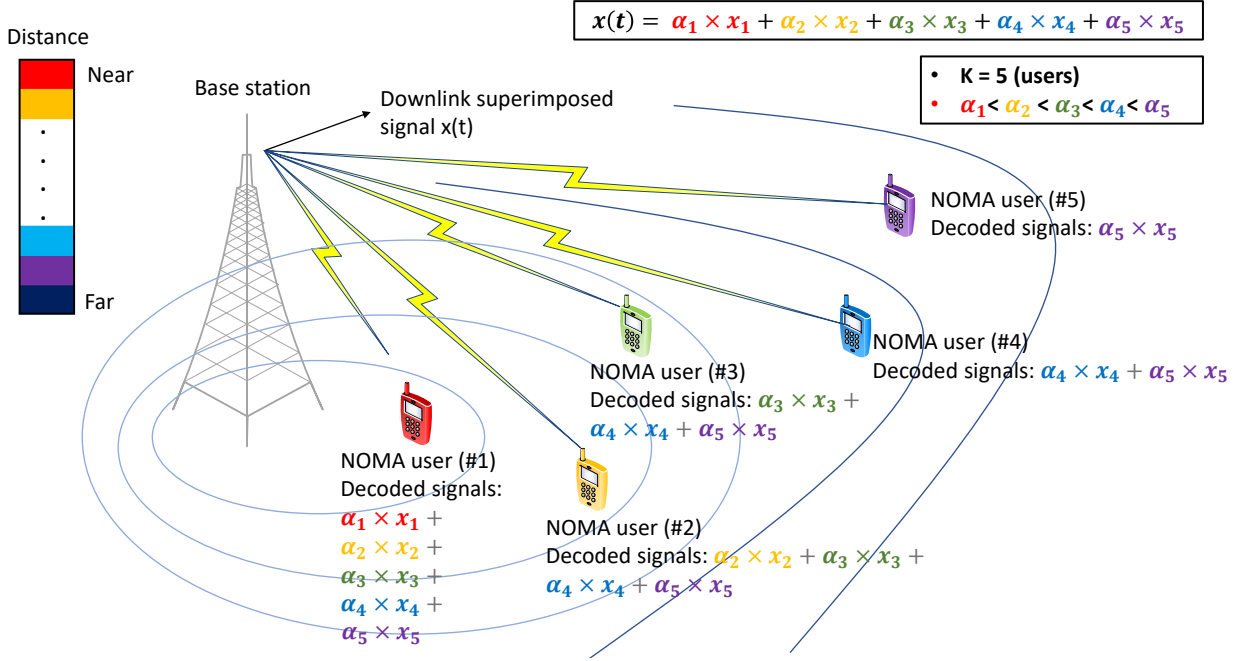 x(t) = α₁ × x₁ + α₂ × x₂ + α₃ × x₃ + α₄ × x₄ + α₅ × x₅
Distance
Near
Far
• K = 5 (users)
• α₁< α₂ < α₃< α₄< α₅
Base station
Downlink superimposed
signal x(t)
NOMA user (#5)
Decoded signals: α₅ × x₅
NOMA user (#4)
Decoded signals: α₄ × x₄ + α₅ × x₅
NOMA user (#3)
Decoded signals: α₃ × x₃ +
α₄ × x₄ + α₅ × x₅
NOMA user (#1)
Decoded signals:
α₁ × x₁ +
α₂ × x₂ +
α₃ × x₃ +
α₄ × x₄ +
α₅ × x₅
NOMA user (#2)
Decoded signals: α₂ × x₂ + α₃ × x₃ +
α₄ × x₄ + α₅ × x₅